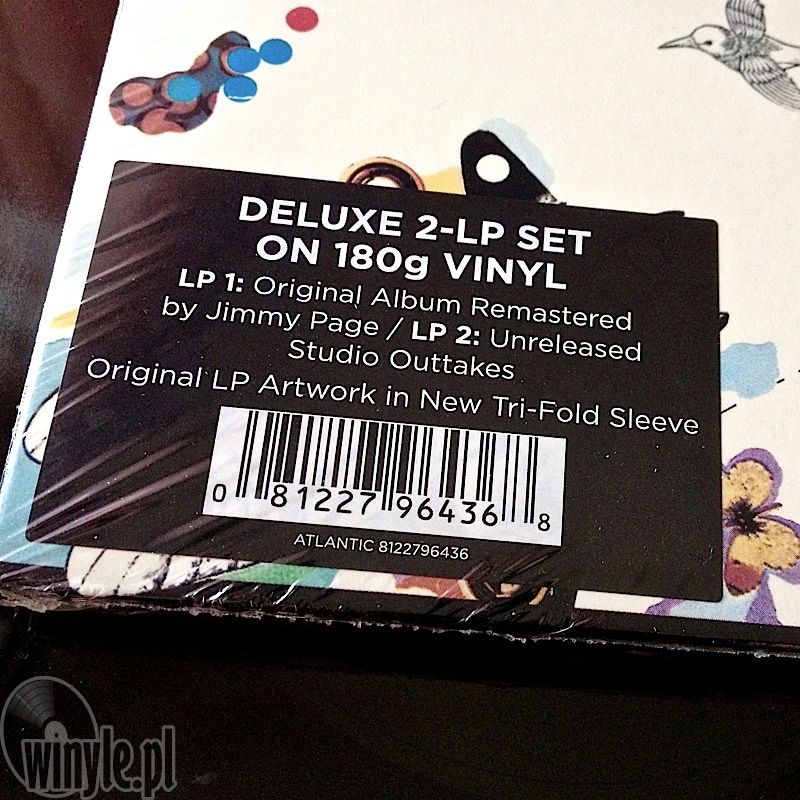 DELUXE 2-LP SET
ON 180g VINYL
LP 1: Original Album Remastered
by Jimmy Page / LP 2: Unreleased
Studio Outtakes
Original LP Artwork in New Tri-Fold Sleeve
0 81227 96436 8
ATLANTIC 8122796436
winyle.pl